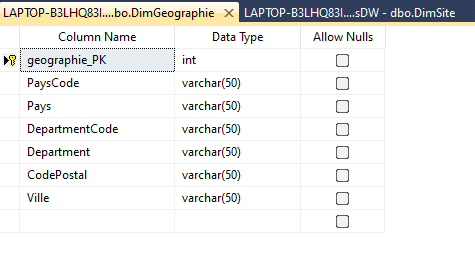 LAPTOP-B3LHQ83I....bo.DimGeographie X LAPTOP-B3LHQ83I....sDW - dbo.DimSite
Column Name Data Type Allow Nulls
geographie_PK int
PaysCode varchar(50)
Pays varchar(50)
DepartmentCode varchar(50)
Department varchar(50)
CodePostal varchar(50)
Ville varchar(50)